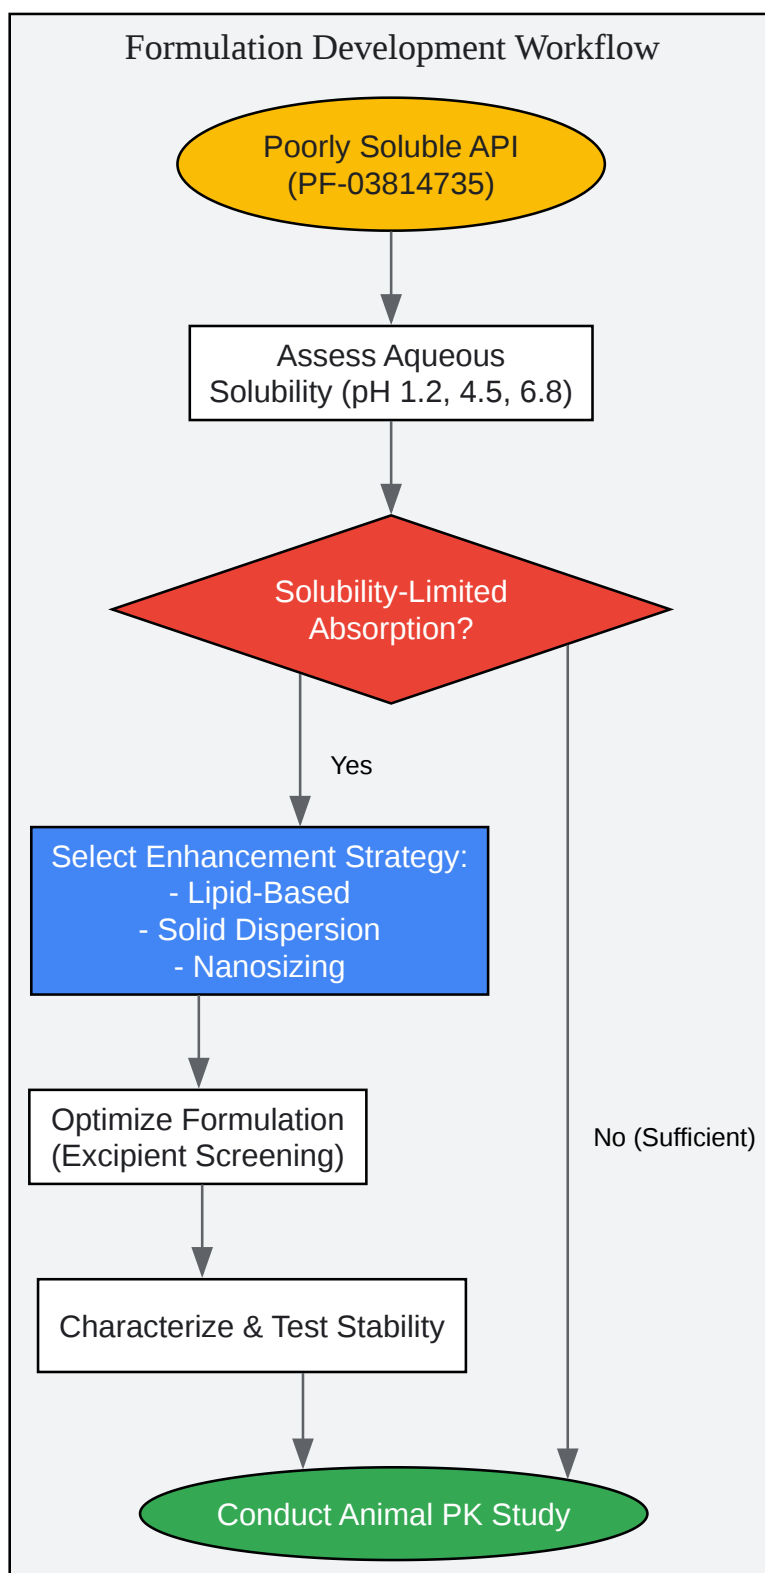 Formulation Development Workflow
Poorly Soluble API
(PF-03814735)
Assess Aqueous
Solubility (pH 1.2, 4.5, 6.8)
Solubility-Limited
Absorption?
Yes
Select Enhancement Strategy:
- Lipid-Based
- Solid Dispersion
- Nanosizing
Optimize Formulation
(Excipient Screening)
No (Sufficient)
Characterize & Test Stability
Conduct Animal PK Study